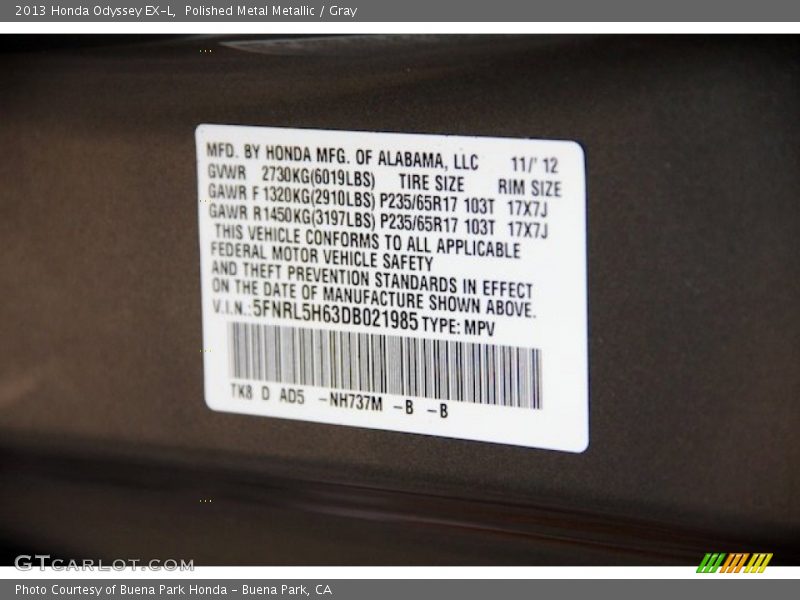 2013 Honda Odyssey EX-L, Polished Metal Metallic / Gray
MFD. BY HONDA MFG. OF ALABAMA, LLC 11/' 12
GVWR 2730KG(6019LBS) TIRE SIZE RIM SIZE
GAWR F 1320KG(2910LBS) P235/65R17 103T 17X7J
GAWR R1450KG(3197LBS) P235/65R17 103T 17X7J
THIS VEHICLE CONFORMS TO ALL APPLICABLE
FEDERAL MOTOR VEHICLE SAFETY
AND THEFT PREVENTION STANDARDS IN EFFECT
ON THE DATE OF MANUFACTURE SHOWN ABOVE.
V.I.N.: 5FNRL5H63DB021985 TYPE: MPV
TK8 D AD5 -NH737M -B -B
GTCARLOT.COM
Photo Courtesy of Buena Park Honda - Buena Park, CA